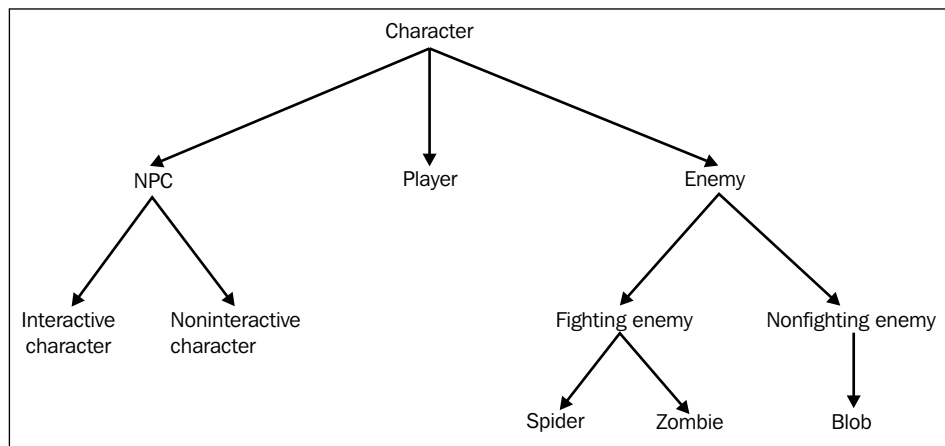 Character
NPC
Player
Enemy
Interactive
character
Noninteractive
character
Fighting enemy
Nonfighting enemy
Spider
Zombie
Blob